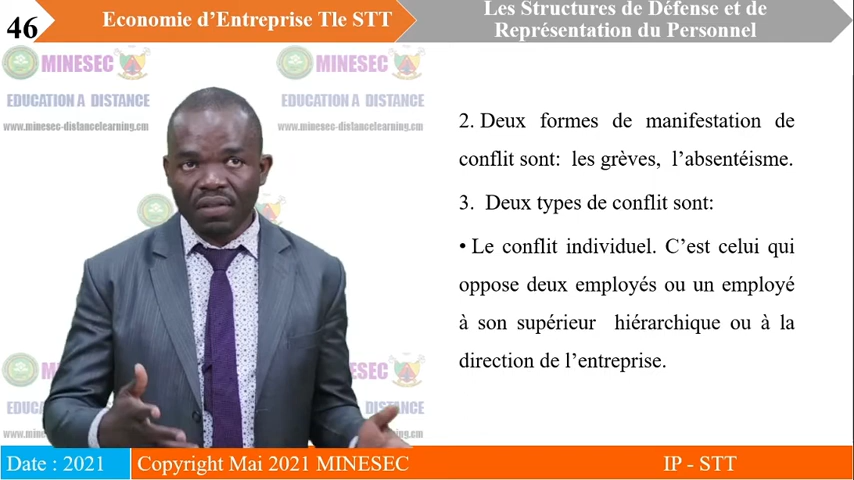 46
Economie d’Entreprise Tle STT
Les Structures de Défense et de
Représentation du Personnel
MINESEC
MINESEC
EDUCATION A DISTANCE
EDUCATION A DISTANCE
www.minesec-distancelearning.cm
www.minesec-distancelearning.cm
2. Deux formes de manifestation de
conflit sont: les grèves, l’absentéisme.
3. Deux types de conflit sont:
• Le conflit individuel. C’est celui qui
oppose deux employés ou un employé
à son supérieur hiérarchique ou à la
direction de l’entreprise.
Date : 2021
Copyright Mai 2021 MINESEC
IP - STT